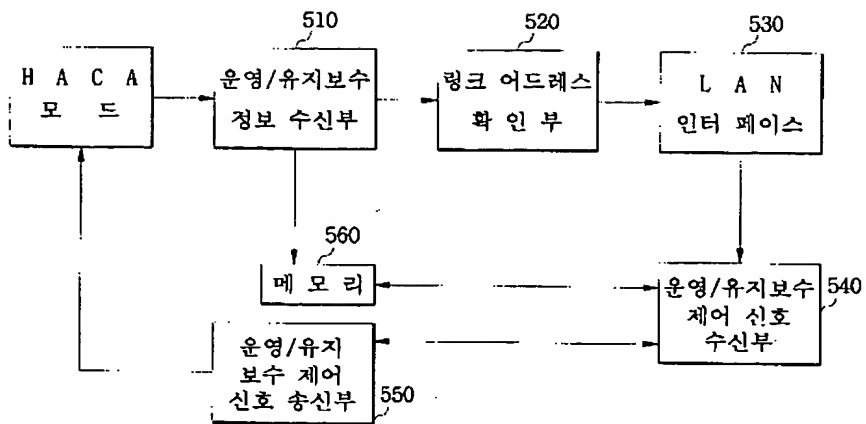 510
520
530
H A C A
모 드
운영/유지보수
정보 수신부
링크 어드레스
확 인 부
L A N
인터 페이스
560
메 모 리
운영/유지보수
제어 신호
수신부
540
운영/유지
보수 제어
신호 송신부
550